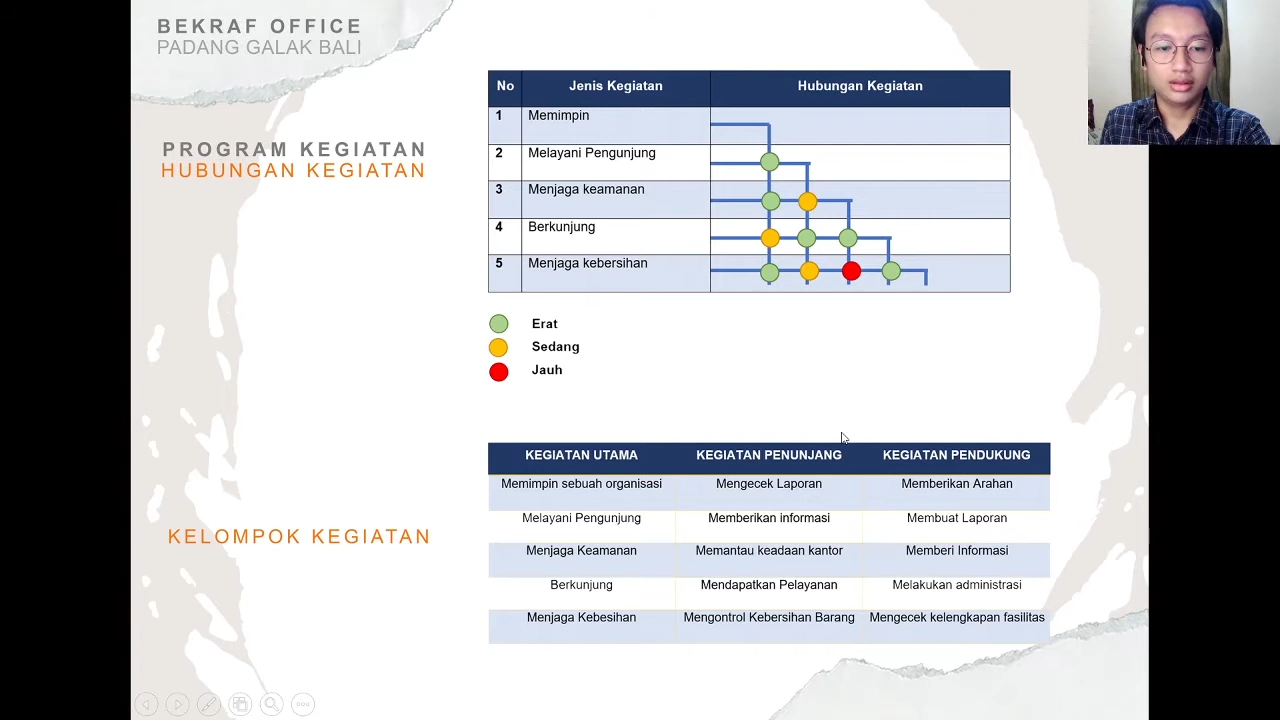 BEKRAF OFFICE
PADANG GALAK BALI
PROGRAM KEGIATAN
HUBUNGAN KEGIATAN
No Jenis Kegiatan Hubungan Kegiatan
1 Memimpin
2 Melayani Pengunjung
3 Menjaga keamanan
4 Berkunjung
5 Menjaga kebersihan
Erat
Sedang
Jauh
KELOMPOK KEGIATAN
KEGIATAN UTAMA KEGIATAN PENUNJANG KEGIATAN PENDUKUNG
Memimpin sebuah organisasi Mengecek Laporan Memberikan Arahan
Melayani Pengunjung Memberikan informasi Membuat Laporan
Menjaga Keamanan Memantau keadaan kantor Memberi Informasi
Berkunjung Mendapatkan Pelayanan Melakukan administrasi
Menjaga Kebesihan Mengontrol Kebersihan Barang Mengecek kelengkapan fasilitas